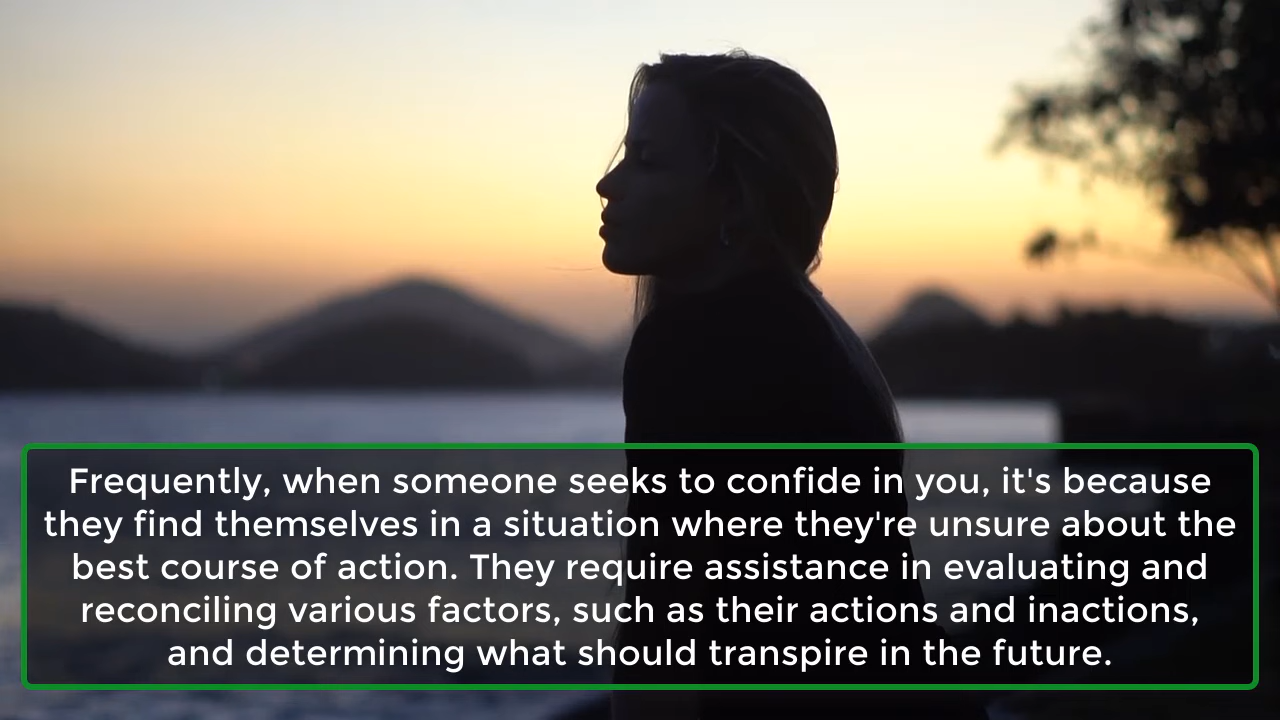 Frequently, when someone seeks to confide in you, it's because
they find themselves in a situation where they're unsure about the
best course of action. They require assistance in evaluating and
reconciling various factors, such as their actions and inactions,
and determining what should transpire in the future.